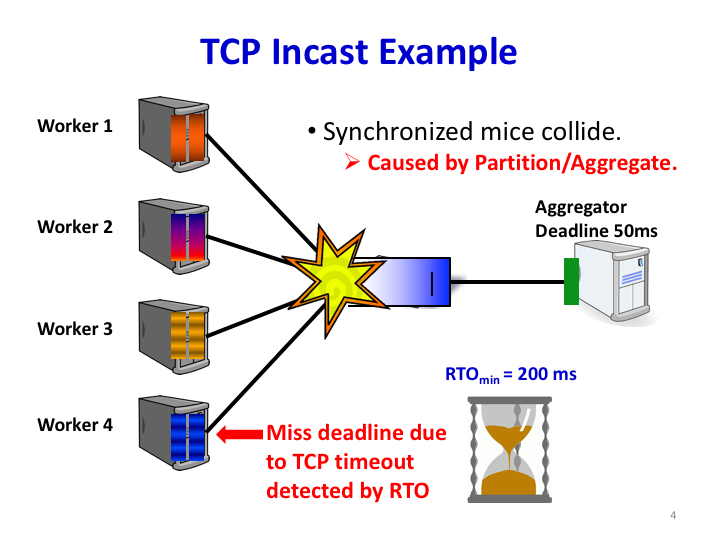 TCP Incast Example
Worker 1
• Synchronized mice collide.
➢ Caused by Partition/Aggregate.
Worker 2
Aggregator
Deadline 50ms
Worker 3
RTOmin = 200 ms
Worker 4
Miss deadline due
to TCP timeout
detected by RTO
4